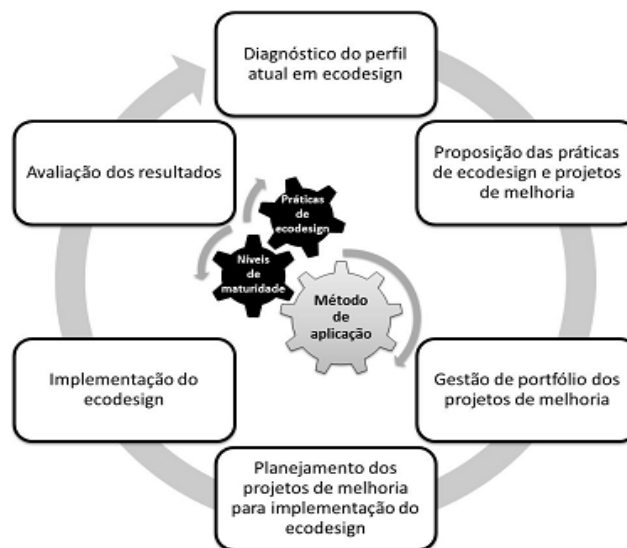 Diagnóstico do perfil
atual em ecodesign
Proposição das práticas
de ecodesign e projetos
de melhoria
Gestão de portfólio dos
projetos de melhoria
Planejamento dos
projetos de melhoria
para implementação do
ecodesign
Implementação do
ecodesign
Avaliação dos resultados
Práticas
de
ecodesign
Níveis
de
maturidade
Método
de
aplicação